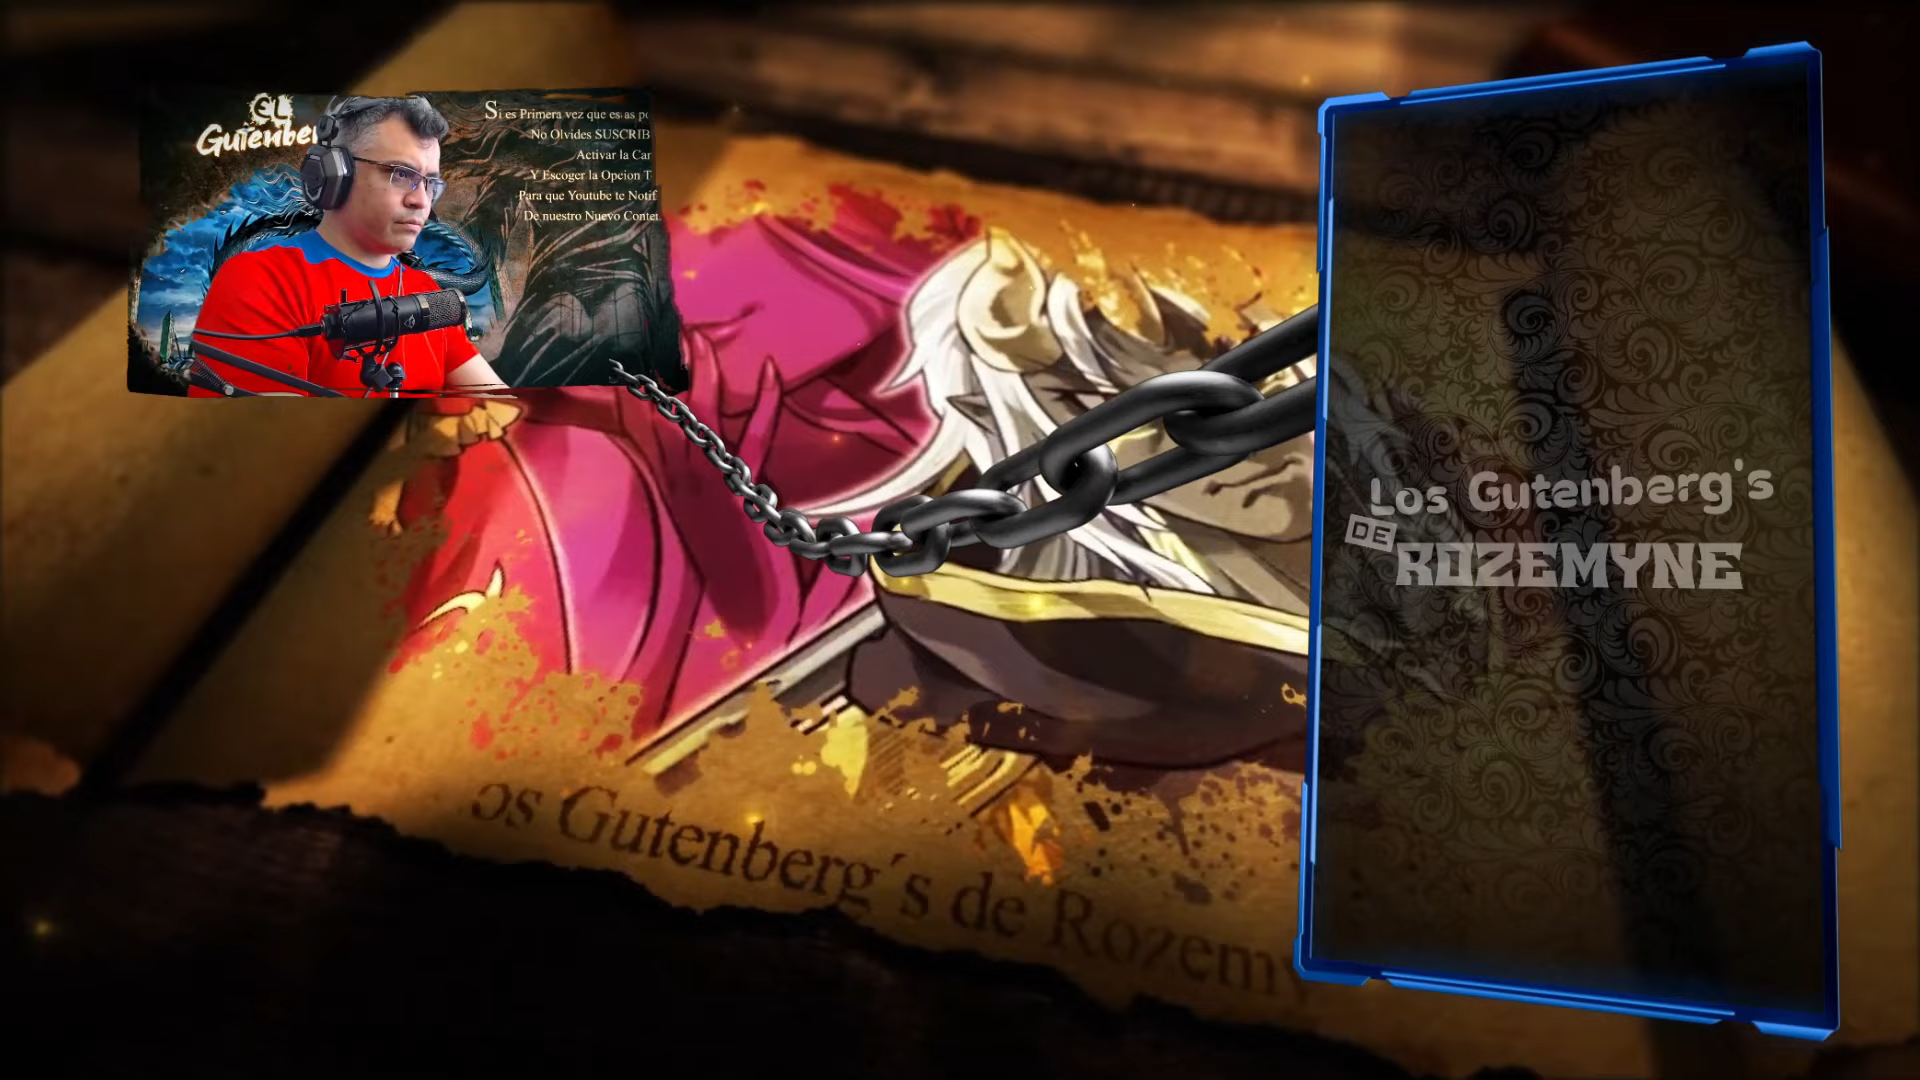 EL
Si es Primera vez que estas
No Olvides SUSCRIB
Activar la Car
Y Escoger la Opcion T
Para que Youtube te Notif
De nuestro Nuevo Conte
Gutenber
Los Gutenberg's
DE
ROZEMYNE
os Gutenberg´s de Rozemy